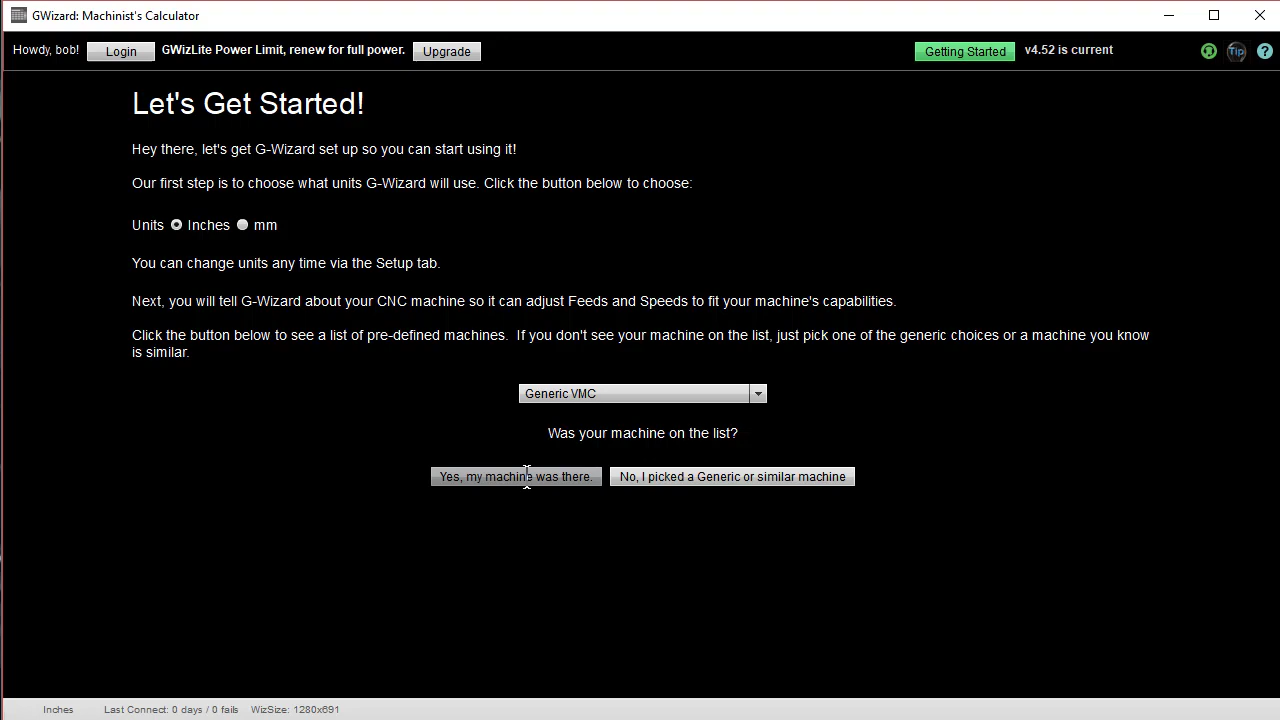 GWizard: Machinist's Calculator
Howdy, bob! Login GWizLite Power Limit, renew for full power. Upgrade Getting Started v4.52 is current Tip ?
Let's Get Started!
Hey there, let's get G-Wizard set up so you can start using it!
Our first step is to choose what units G-Wizard will use. Click the button below to choose:
Units Inches mm
You can change units any time via the Setup tab.
Next, you will tell G-Wizard about your CNC machine so it can adjust Feeds and Speeds to fit your machine's capabilities.
Click the button below to see a list of pre-defined machines. If you don't see your machine on the list, just pick one of the generic choices or a machine you know
is similar.
Generic VMC
Was your machine on the list?
Yes, my machine was there. No, I picked a Generic or similar machine
Inches Last Connect: 0 days / 0 fails WizSize: 1280x691